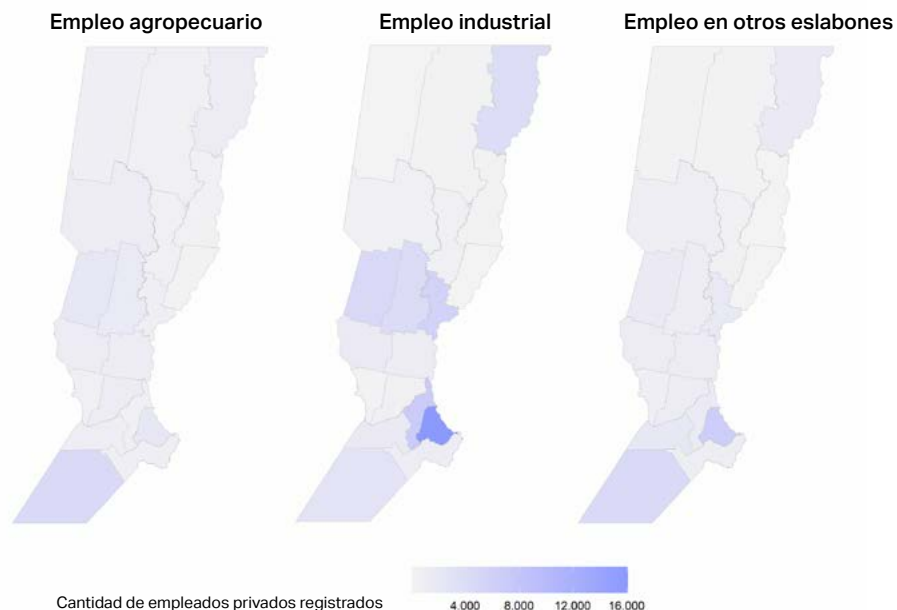 Empleo agropecuario
Empleo industrial
Empleo en otros eslabones
Cantidad de empleados privados registrados
4.000 8.000 12.000 16.000